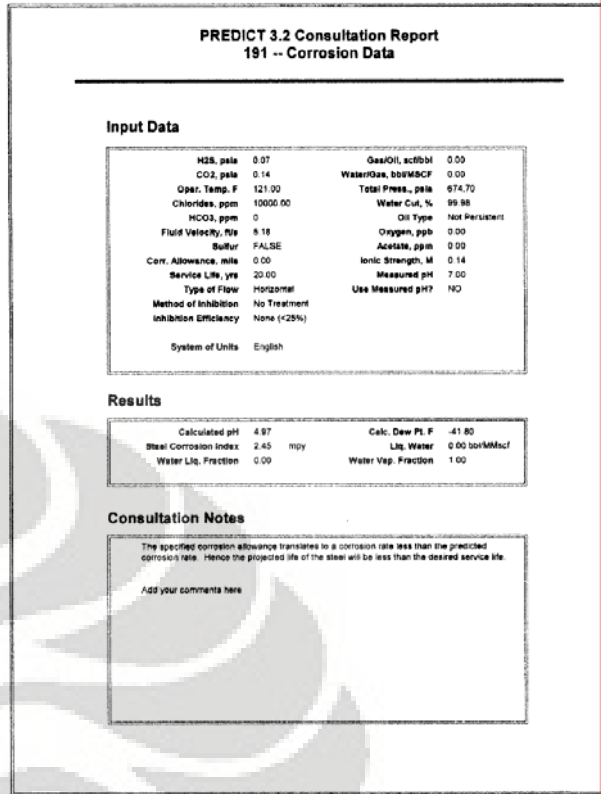 PREDICT 3.2 Consultation Report
191 -- Corrosion Data
Input Data
H2S, psia 0.07 Gas/Oil, scf/bbl 0.00
CO2, psia 0.14 Water/Gas, bbl/MSCF 0.00
Oper. Temp. F 121.00 Total Press., psia 674.70
Chlorides, ppm 10000.00 Water Cut, % 99.98
HCO3, ppm 0 Oil Type Not Persistent
Fluid Velocity, ft/s 5.18 Oxygen, ppb 0.00
Sulfur FALSE Acetate, ppm 0.00
Corr. Allowance, mils 0.00 Ionic Strength, M 0.14
Service Life, yrs 20.00 Measured pH 7.00
Type of Flow Horizontal Use Measured pH? NO
Method of Inhibition No Treatment
Inhibition Efficiency None (<25%)
System of Units English
Results
Calculated pH 4.97 Calc. Dew Pt. F -41.80
Steel Corrosion Index 2.45 mpy Liq. Water 0.00 bbl/MMscf
Water Liq. Fraction 0.00 Water Vap. Fraction 1.00
Consultation Notes
The specified corrosion allowance translates to a corrosion rate less than the predicted
corrosion rate. Hence the projected life of the steel will be less than the desired service life.
Add your comments here